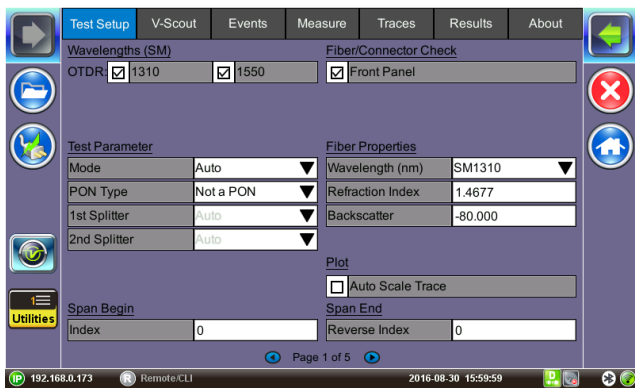 Test Setup V-Scout Events Measure Traces Results About
Wavelengths (SM) Fiber/Connector Check
OTDR: 1310 1550 Front Panel
Test Parameter Fiber Properties
Mode Auto Wavelength (nm) SM1310
PON Type Not a PON Refraction Index 1.4677
1st Splitter Auto Backscatter -80.000
2nd Splitter Auto
Plot
Auto Scale Trace
1
Utilities
Span Begin Span End
Index 0 Reverse Index 0
Page 1 of 5
IP 192.168.0.173 R Remote/CLI 2016-08-30 15:59:59